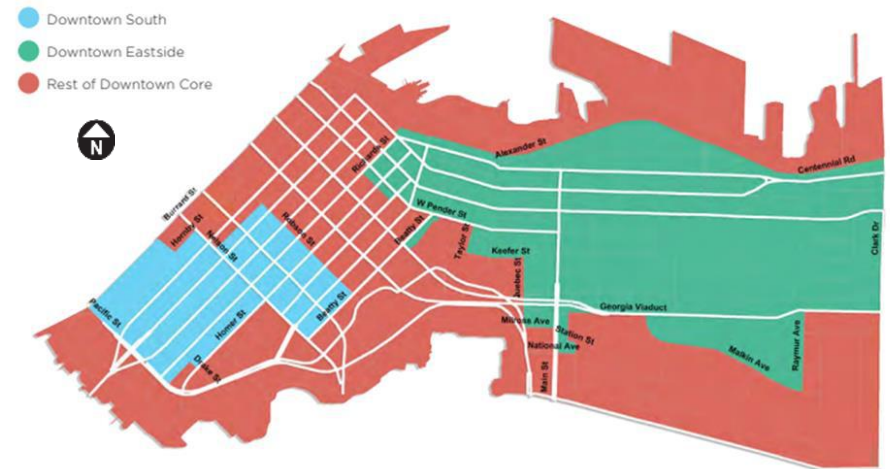 Downtown South
Downtown Eastside
Rest of Downtown Core
N
Alexander St
Centennial Rd
Richards St
Burrard St
Hornby St
Nelson St
Robson St
W Pender St
Beatty St
Taylor St
Keefer St
Quebec St
Clark Dr
Pacific St
Homer St
Beatty St
Drake St
Georgia Viaduct
Milross Ave
Station St
National Ave
Main St
Malkin Ave
Raymur Ave